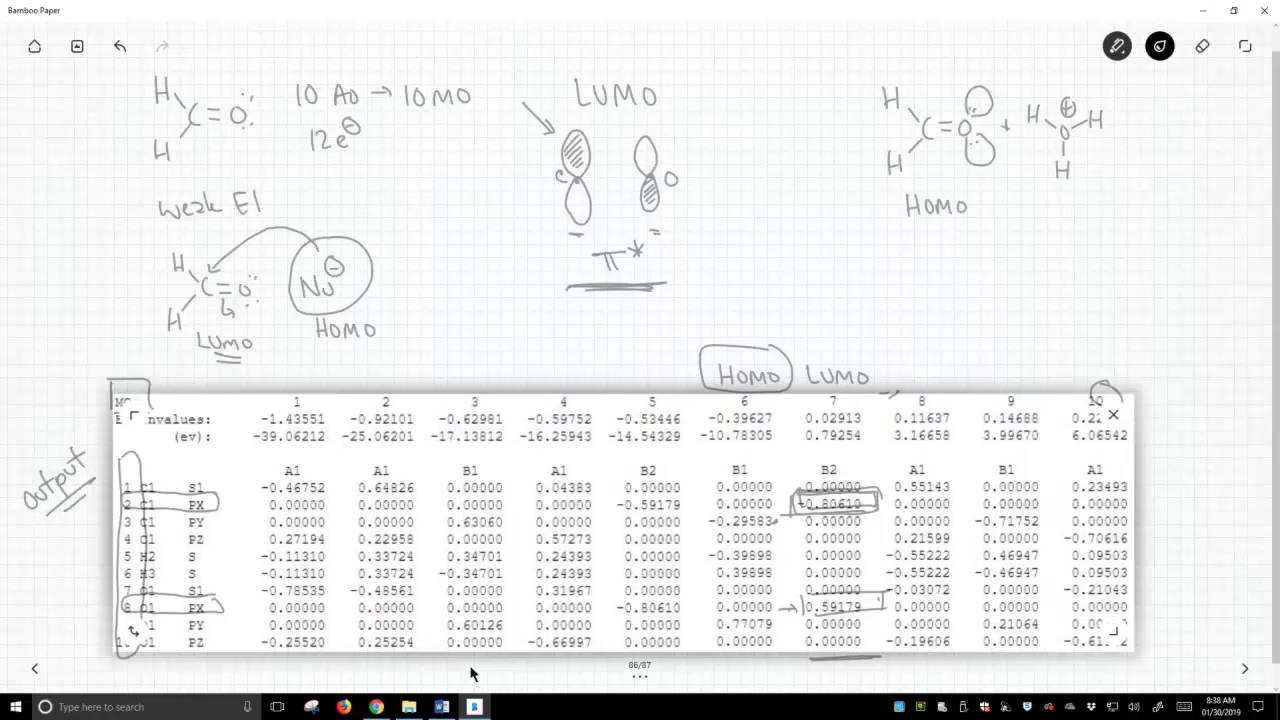 Bamboo Paper
H
C = O
H
10 AO → 10 MO
12e⊖
LUMO
C
O
π*
H
C = O
H
+
H
⊕
O
H
H
HOMO
weak El
H
C = O
H
LUMO
Nu⊖
HOMO
HOMO LUMO
output
1 2 3 4 5 6 7 8 9 10
nvalues: -1.43551 -0.92101 -0.62981 -0.59752 -0.53446 -0.39627 0.02913 0.11637 0.14688 0.22
(ev): -39.06212 -25.06201 -17.13812 -16.25943 -14.54329 -10.78305 0.79254 3.16658 3.99670 6.06542
A1 A1 B1 A1 B2 B1 B2 A1 B1 A1
1 C1 S1 -0.46752 0.64826 0.00000 0.04383 0.00000 0.00000 0.00000 0.55143 0.00000 0.23493
2 C1 PX 0.00000 0.00000 0.00000 0.00000 -0.59179 0.00000 -0.80610 0.00000 0.00000 0.00000
3 C1 PY 0.00000 0.00000 0.63060 0.00000 0.00000 -0.29583 0.00000 0.00000 -0.71752 0.00000
4 C1 PZ 0.27194 0.22958 0.00000 0.57273 0.00000 0.00000 0.00000 0.21599 0.00000 -0.70616
5 H2 S -0.11310 0.33724 0.34701 0.24393 0.00000 -0.39898 0.00000 -0.55222 0.46947 0.09503
6 H3 S -0.11310 0.33724 -0.34701 0.24393 0.00000 0.39898 0.00000 -0.55222 -0.46947 0.09503
7 O1 S1 -0.78535 -0.48561 0.00000 0.31967 0.00000 0.00000 0.00000 -0.03072 0.00000 -0.21043
8 O1 PX 0.00000 0.00000 0.00000 0.00000 -0.80610 0.00000 0.59179 0.00000 0.00000 0.00000
PY 0.00000 0.00000 0.60126 0.00000 0.00000 0.77079 0.00000 0.00000 0.21064 0.00
PZ -0.25520 0.25254 0.00000 -0.66997 0.00000 0.00000 0.00000 -0.19606 0.00000
86/87
Type here to search
8:38 AM
01/30/2019